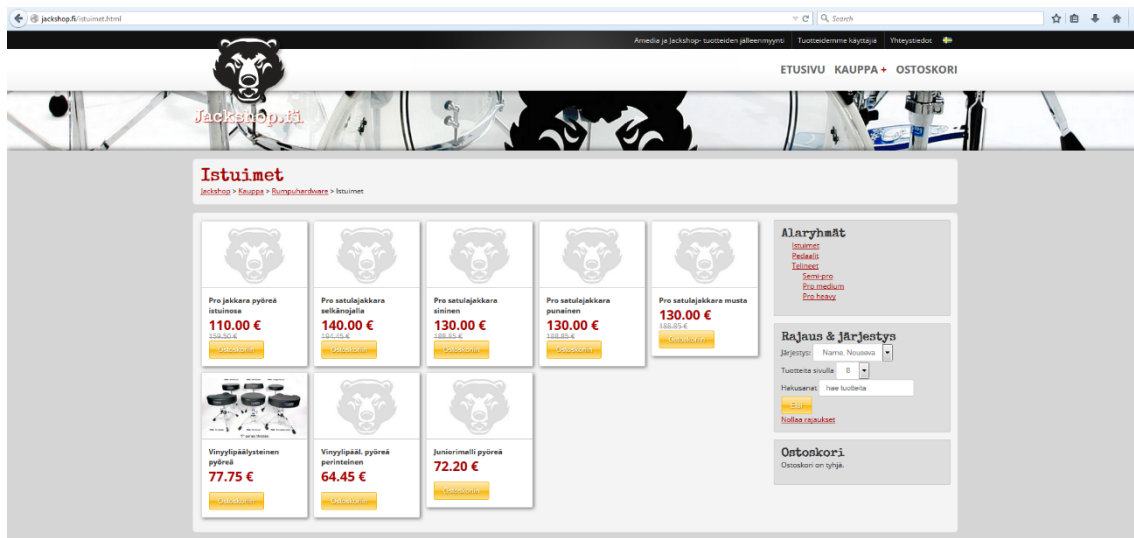 jackshop.fi/istuimet.html
Search
Amedia ja Jackshop- tuotteiden jälleenmyynti Tuotteidemme käyttäjiä Yhteystiedot
ETUSIVU KAUPPA + OSTOSKORI
Jackshop.fi
Istuimet
Jackshop > Kauppa > Rumpuhardware > Istuimet
Pro jakkara pyöreä
istuinosa
110.00 €
159.50 €
Ostoskoriin
Pro satulajakkara
selkänojalla
140.00 €
194.45 €
Ostoskoriin
Pro satulajakkara
sininen
130.00 €
188.85 €
Ostoskoriin
Pro satulajakkara
punainen
130.00 €
188.85 €
Ostoskoriin
Pro satulajakkara musta
130.00 €
188.85 €
Ostoskoriin
Vinyylipäälysteinen
pyöreä
77.75 €
Ostoskoriin
Vinyylipääl. pyöreä
perinteinen
64.45 €
Ostoskoriin
Juniorimalli pyöreä
72.20 €
Ostoskoriin
Alaryhmät
Istuimet
Pedaalit
Telineet
Semi-pro
Pro medium
Pro heavy
Rajaus & järjestys
Järjestys: Name, Nouseva
Tuotteita sivulla 8
Hakusanat hae tuotteita
Etsi
Nollaa rajaukset
Ostoskori
Ostoskori on tyhjä.